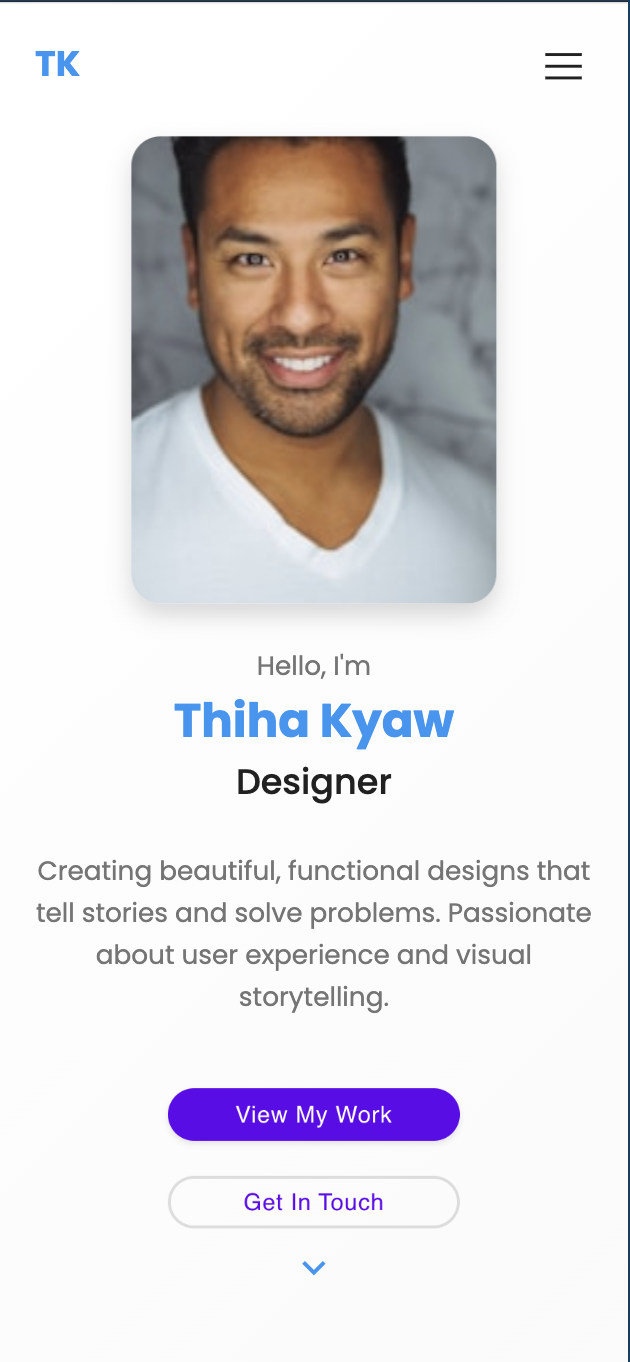 TK
Hello, I'm
Thiha Kyaw
Designer
Creating beautiful, functional designs that
tell stories and solve problems. Passionate
about user experience and visual
storytelling.
View My Work
Get In Touch